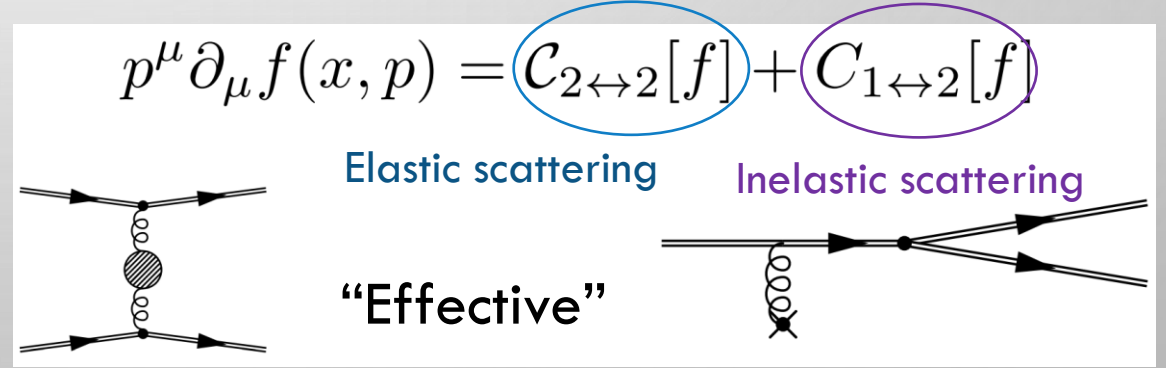 p^μ ∂_μ f(x, p) = 𝒞_{2↔2}[f] + C_{1↔2}[f]
Elastic scattering
Inelastic scattering
“Effective”